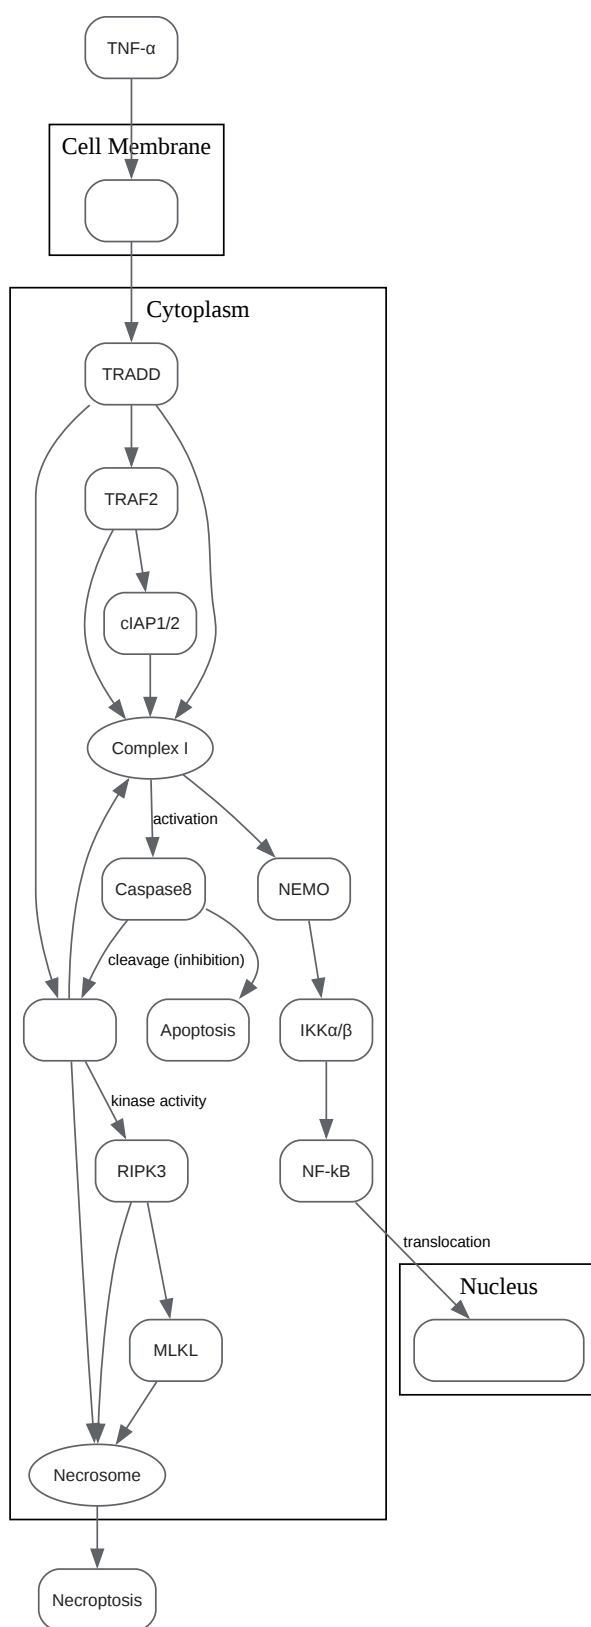 TNF-α
Cell Membrane
Cytoplasm
TRADD
TRAF2
cIAP1/2
Complex I
activation
Caspase8
NEMO
cleavage (inhibition)
Apoptosis
IKKα/β
kinase activity
RIPK3
NF-kB
translocation
Nucleus
MLKL
Necrosome
Necroptosis